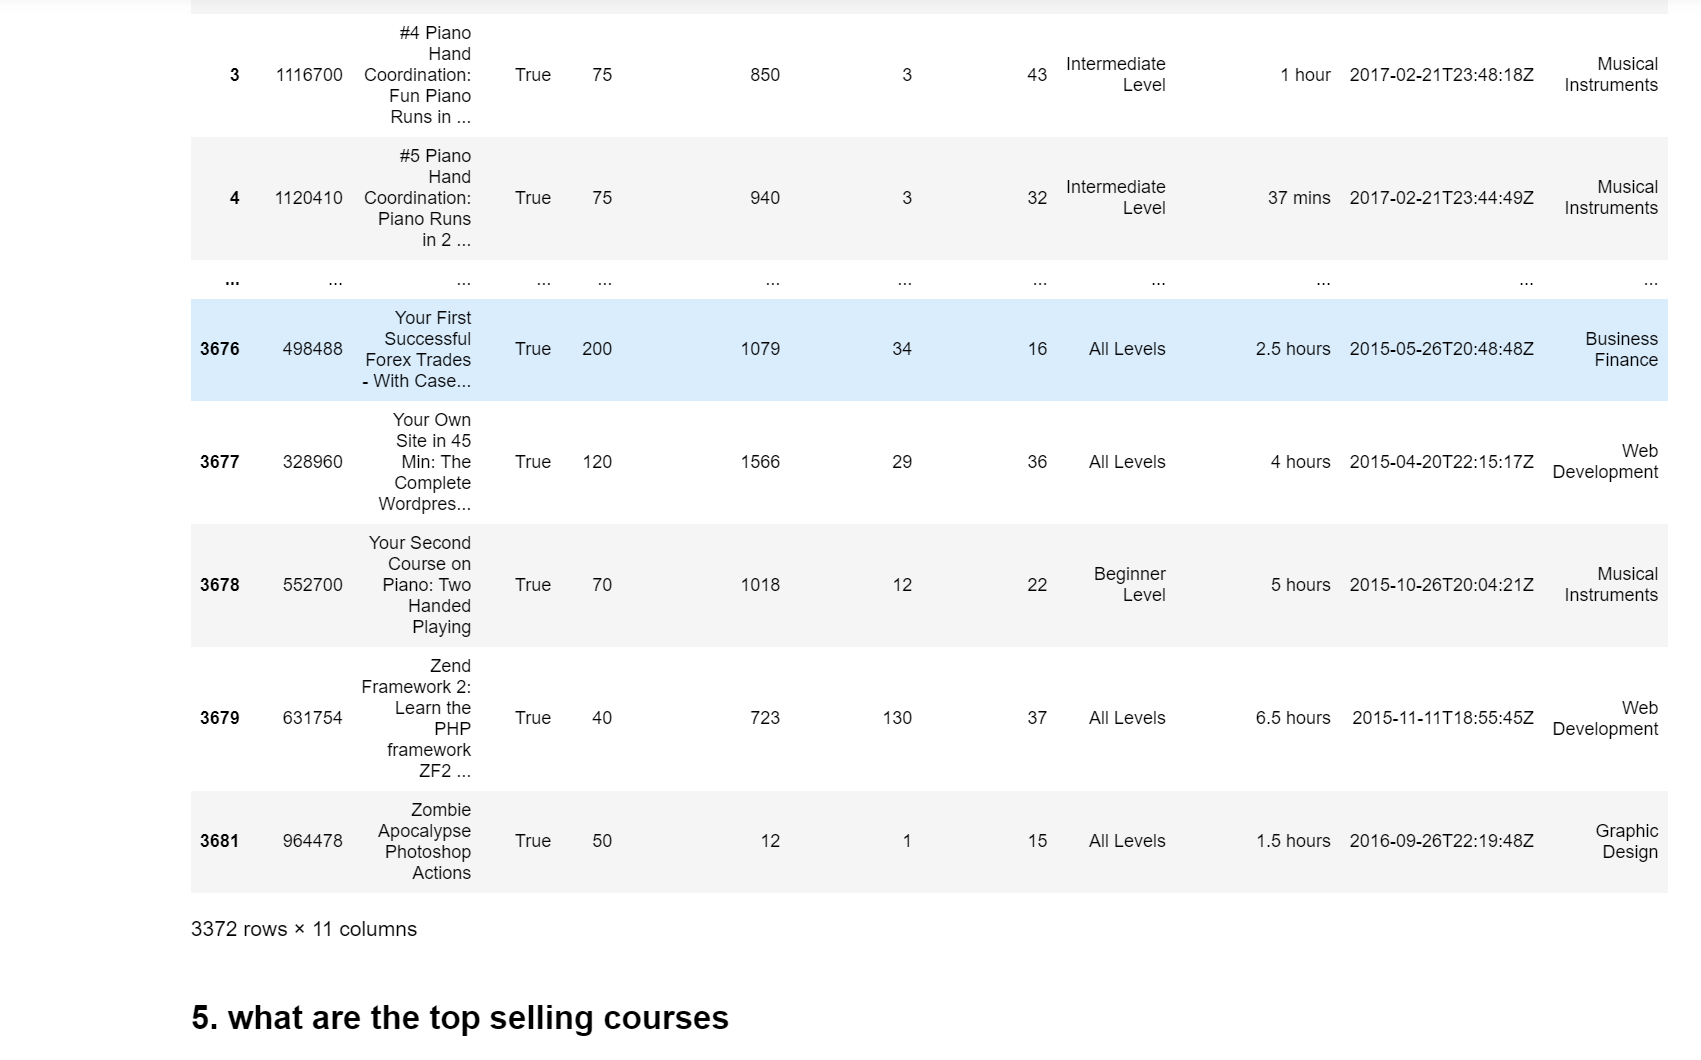 3 1116700 #4 Piano Hand Coordination: Fun Piano Runs in ... True 75 850 3 43 Intermediate Level 1 hour 2017-02-21T23:48:18Z Musical Instruments
4 1120410 #5 Piano Hand Coordination: Piano Runs in 2 ... True 75 940 3 32 Intermediate Level 37 mins 2017-02-21T23:44:49Z Musical Instruments
... ... ... ... ... ... ... ... ... ... ... ...
3676 498488 Your First Successful Forex Trades - With Case... True 200 1079 34 16 All Levels 2.5 hours 2015-05-26T20:48:48Z Business Finance
3677 328960 Your Own Site in 45 Min: The Complete Wordpres... True 120 1566 29 36 All Levels 4 hours 2015-04-20T22:15:17Z Web Development
3678 552700 Your Second Course on Piano: Two Handed Playing True 70 1018 12 22 Beginner Level 5 hours 2015-10-26T20:04:21Z Musical Instruments
3679 631754 Zend Framework 2: Learn the PHP framework ZF2 ... True 40 723 130 37 All Levels 6.5 hours 2015-11-11T18:55:45Z Web Development
3681 964478 Zombie Apocalypse Photoshop Actions True 50 12 1 15 All Levels 1.5 hours 2016-09-26T22:19:48Z Graphic Design
3372 rows × 11 columns
5. what are the top selling courses